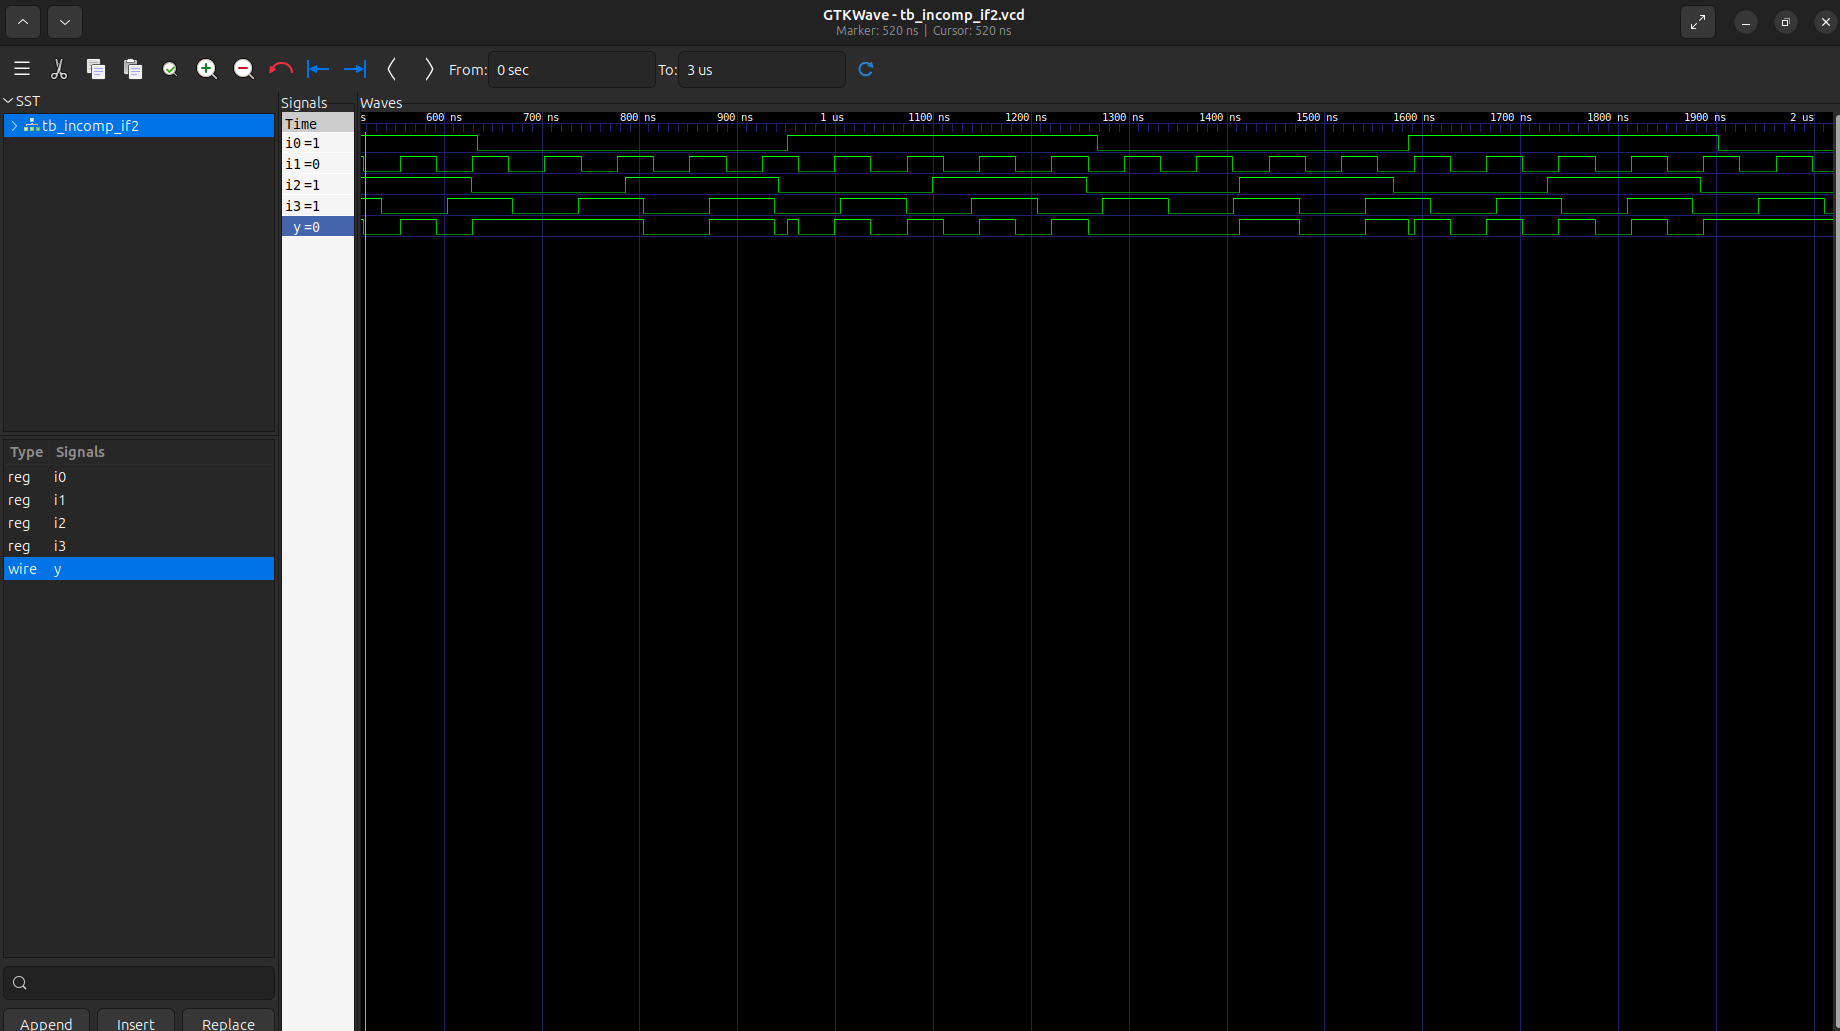 GTKWave - tb_incomp_if2.vcd
Marker: 520 ns | Cursor: 520 ns
From: 0 sec To: 3 us
SST
tb_incomp_if2
Type Signals
reg i0
reg i1
reg i2
reg i3
wire y
Append Insert Replace
Signals
Time
i0=1
i1=0
i2=1
i3=1
y=0
Waves
s 600 ns 700 ns 800 ns 900 ns 1 us 1100 ns 1200 ns 1300 ns 1400 ns 1500 ns 1600 ns 1700 ns 1800 ns 1900 ns 2 us